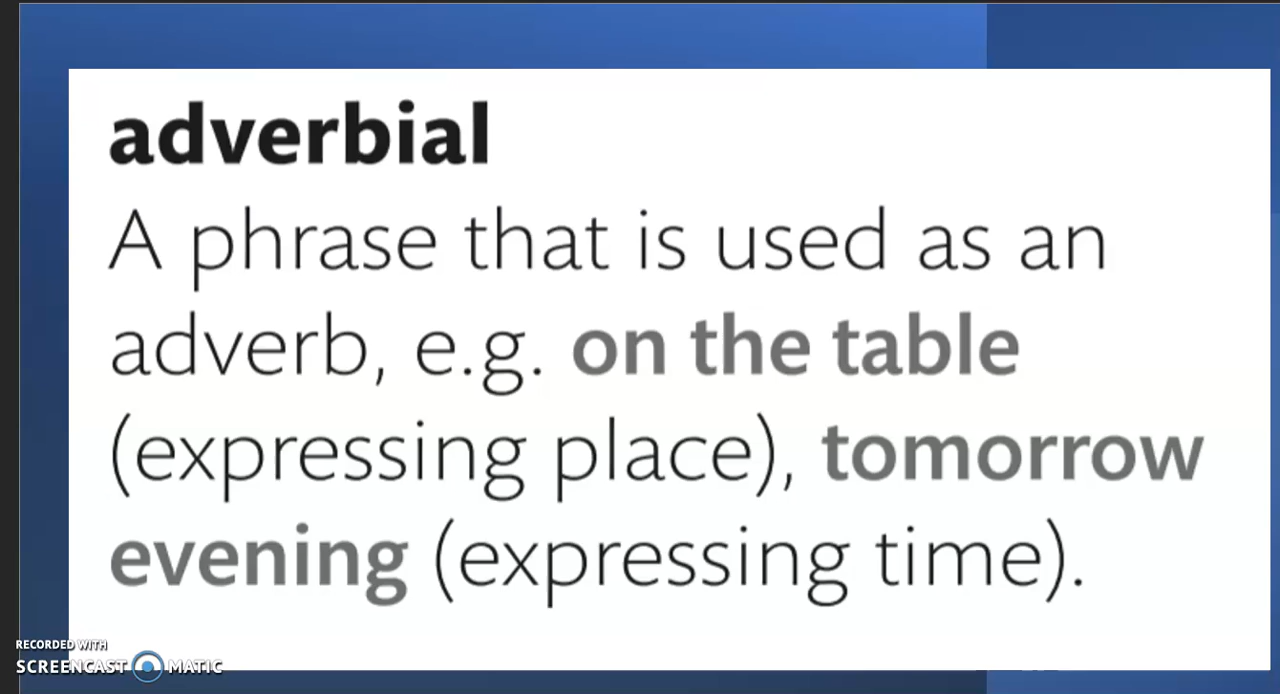 adverbial
A phrase that is used as an
adverb, e.g. on the table
(expressing place), tomorrow
evening (expressing time).
RECORDED WITH
SCREENCAST MATIC